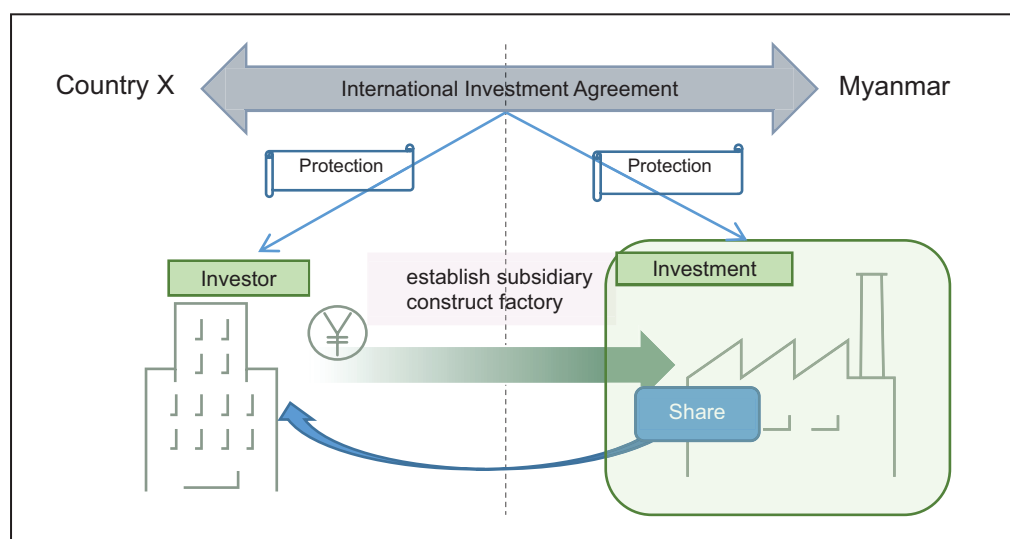 Country X
International Investment Agreement
Myanmar
Protection
Protection
Investor
establish subsidiary
construct factory
Investment
¥
Share